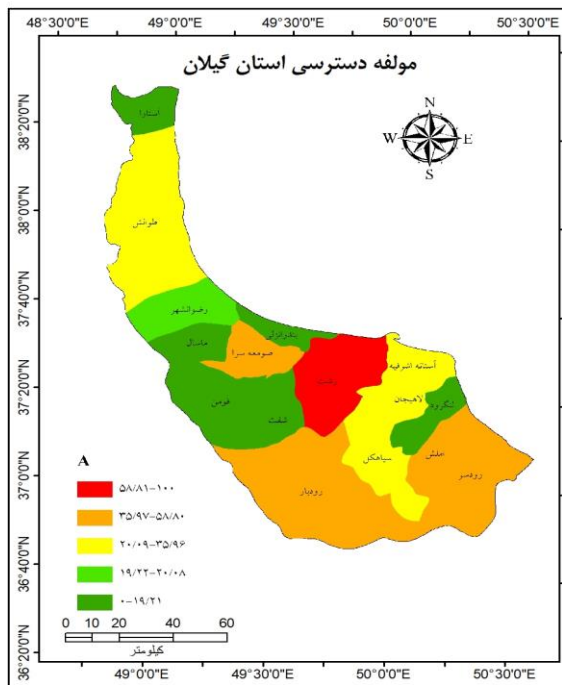 48°30'0"E 49°0'0"E 49°30'0"E 50°0'0"E 50°30'0"E
مولفه دسترسی استان گیلان
N
W E
S
38°20'0"N
38°0'0"N
37°40'0"N
37°20'0"N
37°0'0"N
36°40'0"N
36°20'0"N
استارا
طوالش
رضوانشهر
بندرانزلی
ماسال
صومعه سرا
رشت
آستانه اشرفیه
لاهیجان
لنگرود
فومن
شفت
سیاهکل
املش
رودسر
رودبار
A
۵۸/۸۱-۱۰۰
۳۵/۹۷-۵۸/۸۰
۲۰/۰۹-۳۵/۹۶
۱۹/۲۲-۲۰/۰۸
۰-۱۹/۲۱
0 5 10 20 40 60
کیلومتر
49°0'0"E 49°30'0"E 50°0'0"E 50°30'0"E